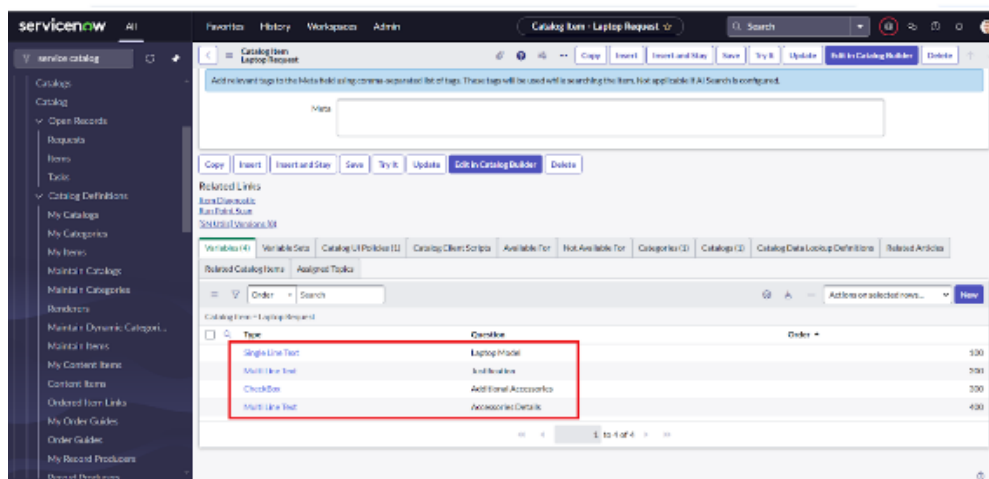 servicenow All Favorites History Workspaces Admin Catalog Item - Laptop Request ☆ Search
service catalog
Catalog Item
Laptop Request
Copy Insert Insert and Stay Save Try It Update Edit in Catalog Builder Delete
Add relevant tags to the Meta field using comma-separated list of tags. These tags will be used while searching the item. Not applicable if AI Search is configured.
Meta
Catalogs
Catalog
Open Records
Requests
Items
Tasks
Catalog Definitions
My Catalogs
My Categories
My Items
Maintain Catalogs
Maintain Categories
Renderers
Maintain Dynamic Categori...
Maintain Items
My Content Items
Content Items
Ordered Item Links
My Order Guides
Order Guides
My Record Producers
Record Producers
Copy Insert Insert and Stay Save Try It Update Edit in Catalog Builder Delete
Related Links
Item Diagnostic
Run Point Scan
Variables (4) Variable Sets Catalog UI Policies (1) Catalog Client Scripts Available For Not Available For Categories (1) Catalogs (1) Catalog Data Lookup Definitions Related Articles
Related Catalog Items Assigned Topics
Order Search Actions on selected rows... New
Catalog Item = Laptop Request
Type Question Order
Single Line Text Laptop Model 100
Multi Line Text Justification 200
CheckBox Additional Accessories 300
Multi Line Text Accessories Details 400
1 to 4 of 4